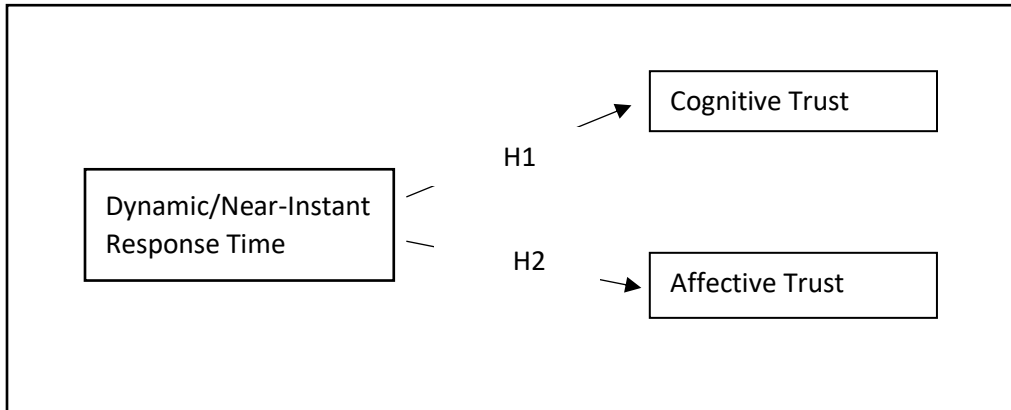 Cognitive Trust
H1
Dynamic/Near-Instant
Response Time
H2
Affective Trust